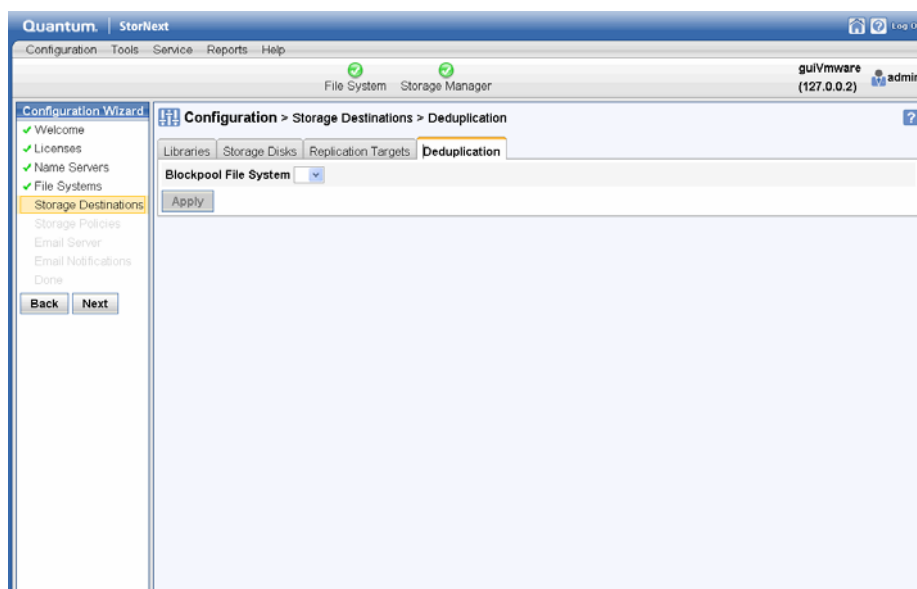 Quantum. StorNext
Log O
Configuration Tools Service Reports Help
File System Storage Manager
guiVmware
(127.0.0.2)
admin
Configuration Wizard
Welcome
Licenses
Name Servers
File Systems
Storage Destinations
Storage Policies
Email Server
Email Notifications
Done
Back Next
Configuration > Storage Destinations > Deduplication
?
Libraries Storage Disks Replication Targets Deduplication
Blockpool File System
Apply